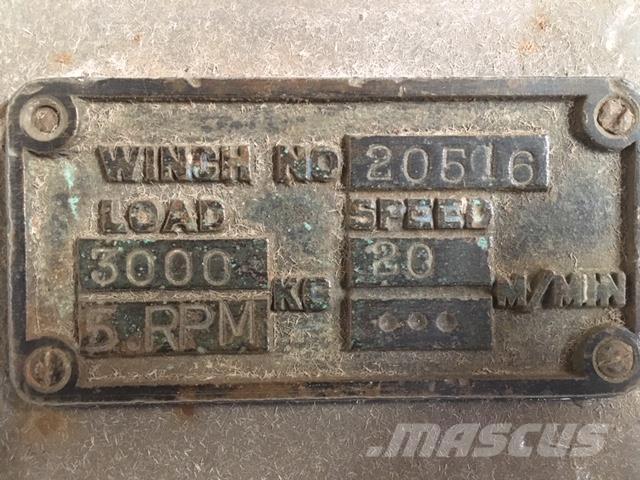 WINCH NO 20516
LOAD SPEED
3000 KG 20 M/MIN
5.RPM
.MASCUS